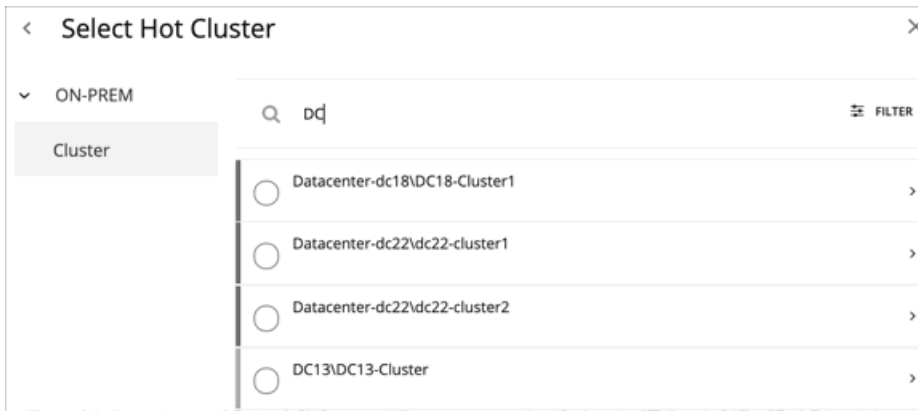 Select Hot Cluster
ON-PREM
Cluster
DC
FILTER
Datacenter-dc18\DC18-Cluster1
Datacenter-dc22\dc22-cluster1
Datacenter-dc22\dc22-cluster2
DC13\DC13-Cluster